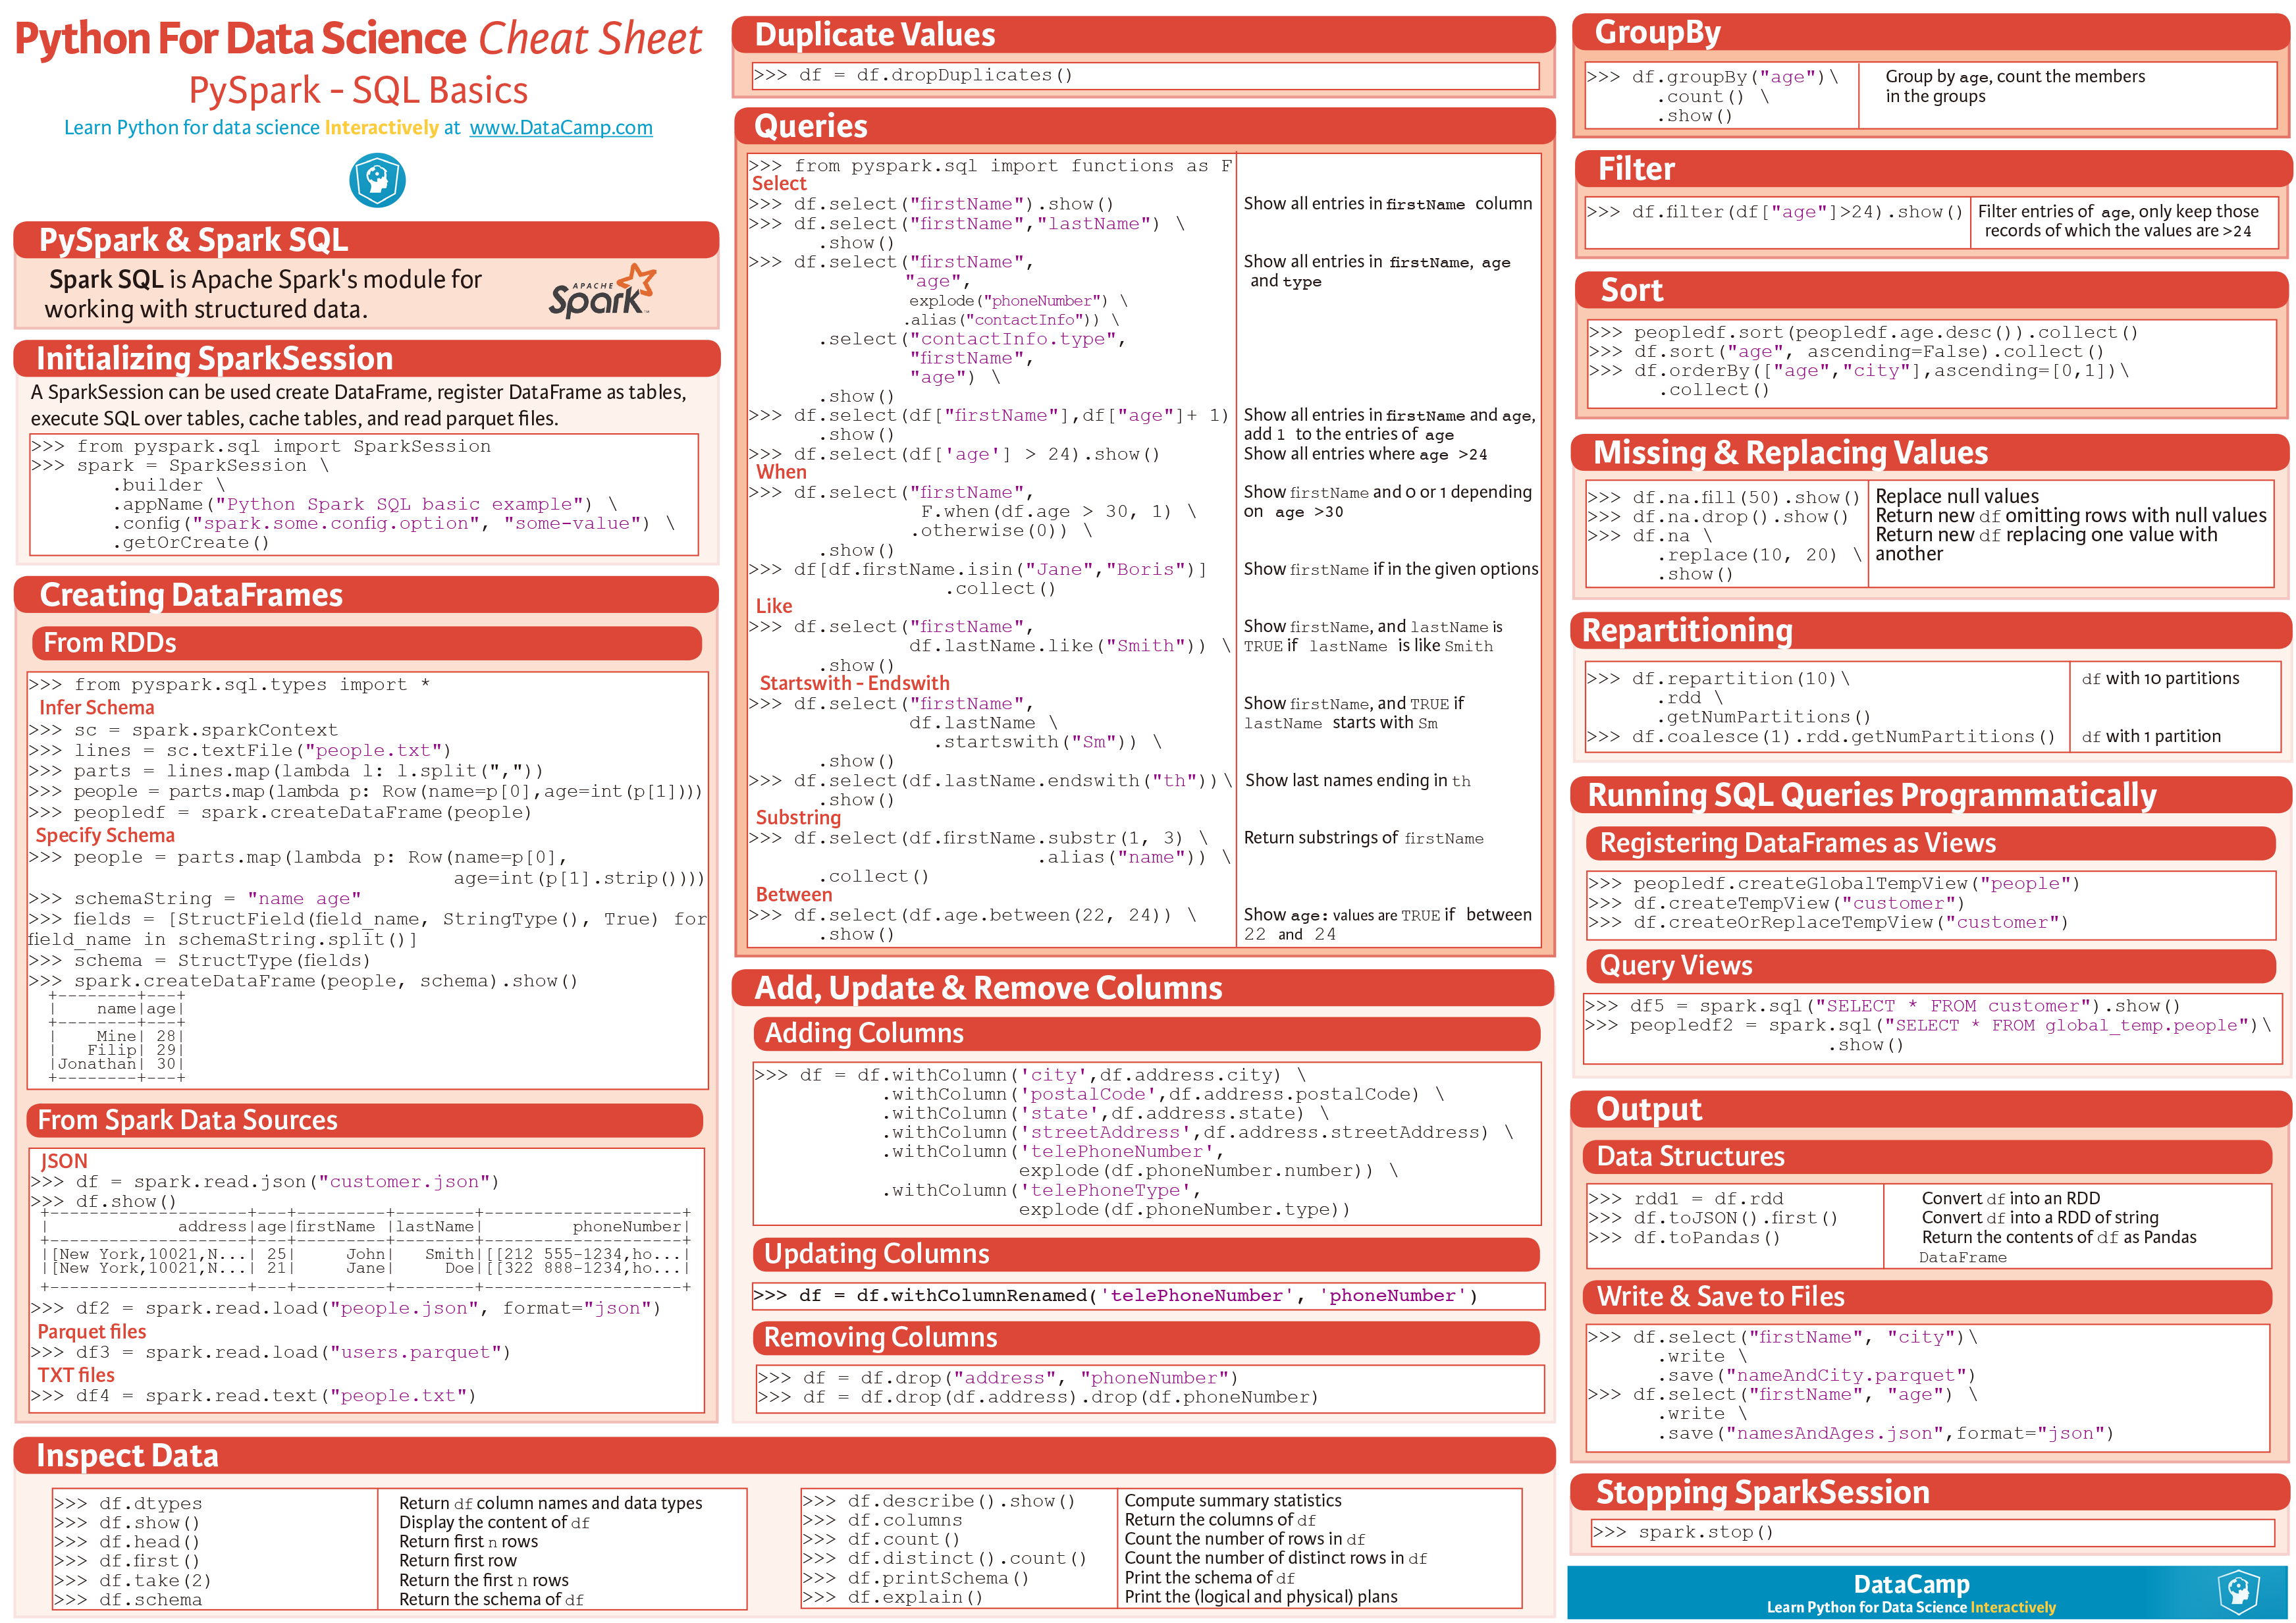 Python For Data Science Cheat Sheet
PySpark - SQL Basics
Learn Python for data science Interactively at www.DataCamp.com
PySpark & Spark SQL
Spark SQL is Apache Spark's module for
working with structured data.
APACHE
Spark™
Initializing SparkSession
A SparkSession can be used create DataFrame, register DataFrame as tables,
execute SQL over tables, cache tables, and read parquet files.
>>> from pyspark.sql import SparkSession
>>> spark = SparkSession \
.builder \
.appName("Python Spark SQL basic example") \
.config("spark.some.config.option", "some-value") \
.getOrCreate()
Creating DataFrames
From RDDs
>>> from pyspark.sql.types import *
Infer Schema
>>> sc = spark.sparkContext
>>> lines = sc.textFile("people.txt")
>>> parts = lines.map(lambda l: l.split(","))
>>> people = parts.map(lambda p: Row(name=p[0],age=int(p[1])))
>>> peopledf = spark.createDataFrame(people)
Specify Schema
>>> people = parts.map(lambda p: Row(name=p[0],
age=int(p[1].strip())))
>>> schemaString = "name age"
>>> fields = [StructField(field_name, StringType(), True) for
field_name in schemaString.split()]
>>> schema = StructType(fields)
>>> spark.createDataFrame(people, schema).show()
+--------+---+
|    name|age|
+--------+---+
|    Mine| 28|
|   Filip| 29|
|Jonathan| 30|
+--------+---+
From Spark Data Sources
JSON
>>> df = spark.read.json("customer.json")
>>> df.show()
+--------------------+---+---------+--------+--------------------+
|             address|age|firstName |lastName|         phoneNumber|
+--------------------+---+---------+--------+--------------------+
|[New York,10021,N...| 25|     John|   Smith|[[212 555-1234,ho...|
|[New York,10021,N...| 21|     Jane|     Doe|[[322 888-1234,ho...|
+--------------------+---+---------+--------+--------------------+
>>> df2 = spark.read.load("people.json", format="json")
Parquet files
>>> df3 = spark.read.load("users.parquet")
TXT files
>>> df4 = spark.read.text("people.txt")
Inspect Data
>>> df.dtypes Return df column names and data types
>>> df.show() Display the content of df
>>> df.head() Return first n rows
>>> df.first() Return first row
>>> df.take(2) Return the first n rows
>>> df.schema Return the schema of df
>>> df.describe().show() Compute summary statistics
>>> df.columns Return the columns of df
>>> df.count() Count the number of rows in df
>>> df.distinct().count() Count the number of distinct rows in df
>>> df.printSchema() Print the schema of df
>>> df.explain() Print the (logical and physical) plans
Duplicate Values
>>> df = df.dropDuplicates()
Queries
>>> from pyspark.sql import functions as F
Select
>>> df.select("firstName").show() Show all entries in firstName column
>>> df.select("firstName","lastName") \
.show()
>>> df.select("firstName", Show all entries in firstName, age
"age", and type
explode("phoneNumber") \
.alias("contactInfo")) \
.select("contactInfo.type",
"firstName",
"age") \
.show()
>>> df.select(df["firstName"],df["age"]+ 1) Show all entries in firstName and age,
.show() add 1 to the entries of age
>>> df.select(df['age'] > 24).show() Show all entries where age >24
When
>>> df.select("firstName", Show firstName and 0 or 1 depending
F.when(df.age > 30, 1) \ on age >30
.otherwise(0)) \
.show()
>>> df[df.firstName.isin("Jane","Boris")] Show firstName if in the given options
.collect()
Like
>>> df.select("firstName", Show firstName, and lastName is
df.lastName.like("Smith")) \ TRUE if lastName is like Smith
.show()
Startswith - Endswith
>>> df.select("firstName", Show firstName, and TRUE if
df.lastName \ lastName starts with Sm
.startswith("Sm")) \
.show()
>>> df.select(df.lastName.endswith("th"))\ Show last names ending in th
.show()
Substring
>>> df.select(df.firstName.substr(1, 3) \ Return substrings of firstName
.alias("name")) \
.collect()
Between
>>> df.select(df.age.between(22, 24)) \ Show age: values are TRUE if between
.show() 22 and 24
Add, Update & Remove Columns
Adding Columns
>>> df = df.withColumn('city',df.address.city) \
.withColumn('postalCode',df.address.postalCode) \
.withColumn('state',df.address.state) \
.withColumn('streetAddress',df.address.streetAddress) \
.withColumn('telePhoneNumber',
explode(df.phoneNumber.number)) \
.withColumn('telePhoneType',
explode(df.phoneNumber.type))
Updating Columns
>>> df = df.withColumnRenamed('telePhoneNumber', 'phoneNumber')
Removing Columns
>>> df = df.drop("address", "phoneNumber")
>>> df = df.drop(df.address).drop(df.phoneNumber)
GroupBy
>>> df.groupBy("age")\ Group by age, count the members
.count() \ in the groups
.show()
Filter
>>> df.filter(df["age"]>24).show() Filter entries of age, only keep those
records of which the values are >24
Sort
>>> peopledf.sort(peopledf.age.desc()).collect()
>>> df.sort("age", ascending=False).collect()
>>> df.orderBy(["age","city"],ascending=[0,1])\
.collect()
Missing & Replacing Values
>>> df.na.fill(50).show() Replace null values
>>> df.na.drop().show() Return new df omitting rows with null values
>>> df.na \ Return new df replacing one value with
.replace(10, 20) \ another
.show()
Repartitioning
>>> df.repartition(10)\ df with 10 partitions
.rdd \
.getNumPartitions()
>>> df.coalesce(1).rdd.getNumPartitions() df with 1 partition
Running SQL Queries Programmatically
Registering DataFrames as Views
>>> peopledf.createGlobalTempView("people")
>>> df.createTempView("customer")
>>> df.createOrReplaceTempView("customer")
Query Views
>>> df5 = spark.sql("SELECT * FROM customer").show()
>>> peopledf2 = spark.sql("SELECT * FROM global_temp.people")\
.show()
Output
Data Structures
>>> rdd1 = df.rdd Convert df into an RDD
>>> df.toJSON().first() Convert df into a RDD of string
>>> df.toPandas() Return the contents of df as Pandas
DataFrame
Write & Save to Files
>>> df.select("firstName", "city")\
.write \
.save("nameAndCity.parquet")
>>> df.select("firstName", "age") \
.write \
.save("namesAndAges.json",format="json")
Stopping SparkSession
>>> spark.stop()
DataCamp
Learn Python for Data Science Interactively